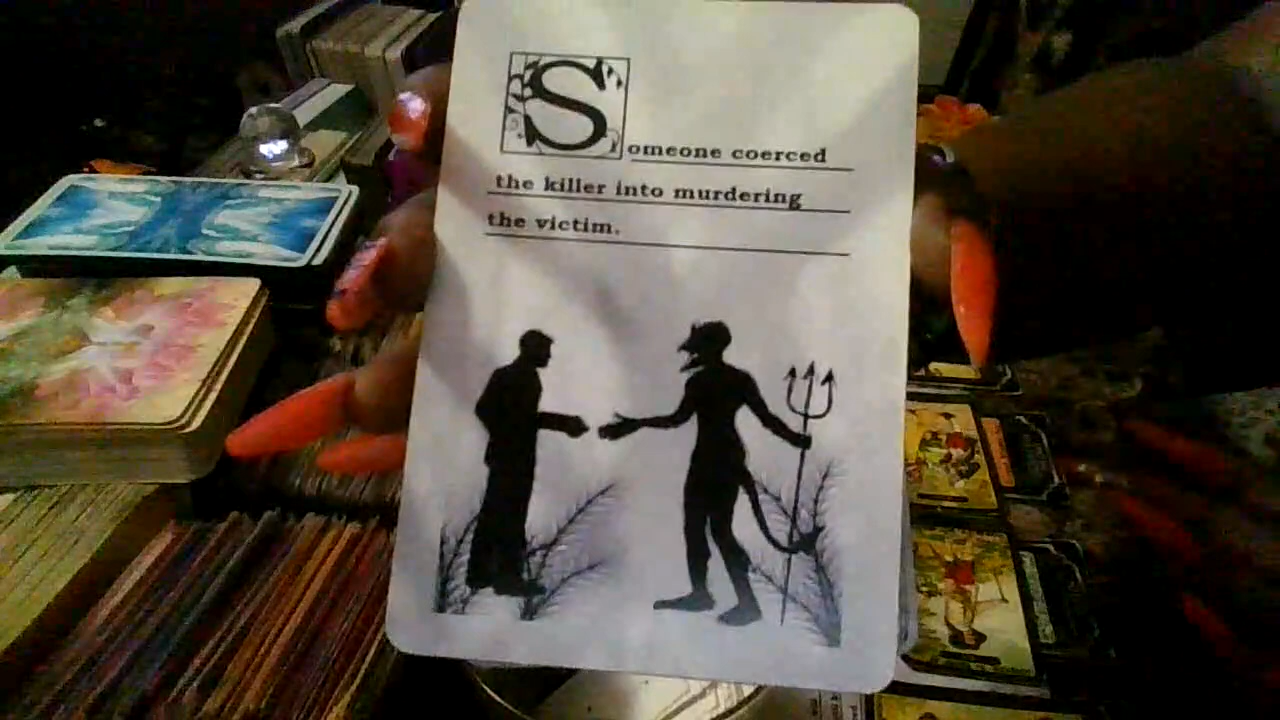 Someone coerced
the killer into murdering
the victim.